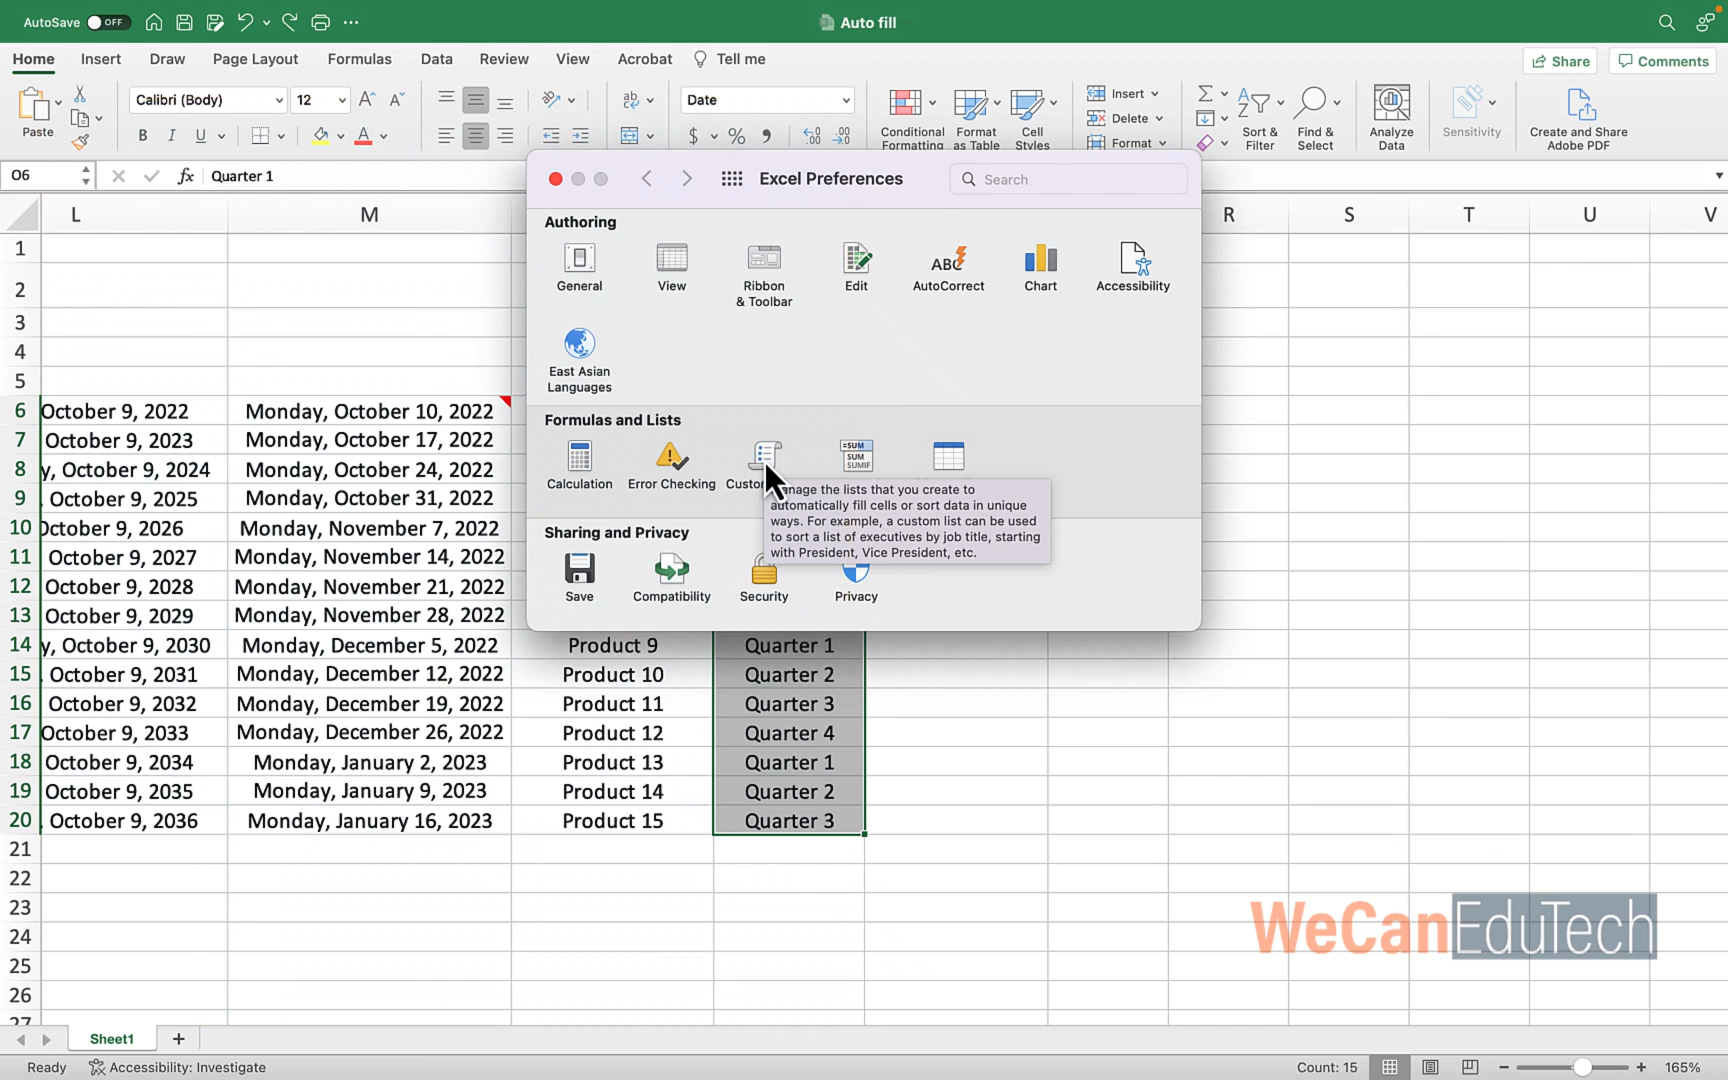 AutoSave OFF
Auto fill
Home Insert Draw Page Layout Formulas Data Review View Acrobat Tell me
Share Comments
Paste
Calibri (Body) 12
B I U A
ab
Date
$ % 9
Conditional Formatting
Format as Table
Cell Styles
Insert
Delete
Format
Sort & Filter
Find & Select
Analyze Data
Sensitivity
Create and Share Adobe PDF
O6 fx Quarter 1
L M R S T U V
Excel Preferences
Search
Authoring
General View Ribbon & Toolbar Edit AutoCorrect Chart Accessibility
East Asian Languages
Formulas and Lists
Calculation Error Checking
=SUM
SUM
SUMIF
Manage the lists that you create to
automatically fill cells or sort data in unique
ways. For example, a custom list can be used
to sort a list of executives by job title, starting
with President, Vice President, etc.
Sharing and Privacy
Save Compatibility Security Privacy
1
2
3
4
5
6 October 9, 2022 Monday, October 10, 2022
7 October 9, 2023 Monday, October 17, 2022
8 y, October 9, 2024 Monday, October 24, 2022
9 October 9, 2025 Monday, October 31, 2022
10 October 9, 2026 Monday, November 7, 2022
11 October 9, 2027 Monday, November 14, 2022
12 October 9, 2028 Monday, November 21, 2022
13 October 9, 2029 Monday, November 28, 2022
14 y, October 9, 2030 Monday, December 5, 2022 Product 9 Quarter 1
15 October 9, 2031 Monday, December 12, 2022 Product 10 Quarter 2
16 October 9, 2032 Monday, December 19, 2022 Product 11 Quarter 3
17 October 9, 2033 Monday, December 26, 2022 Product 12 Quarter 4
18 October 9, 2034 Monday, January 2, 2023 Product 13 Quarter 1
19 October 9, 2035 Monday, January 9, 2023 Product 14 Quarter 2
20 October 9, 2036 Monday, January 16, 2023 Product 15 Quarter 3
21
22
23
24
25
26
27
WeCanEduTech
Sheet1
Ready Accessibility: Investigate
Count: 15 165%